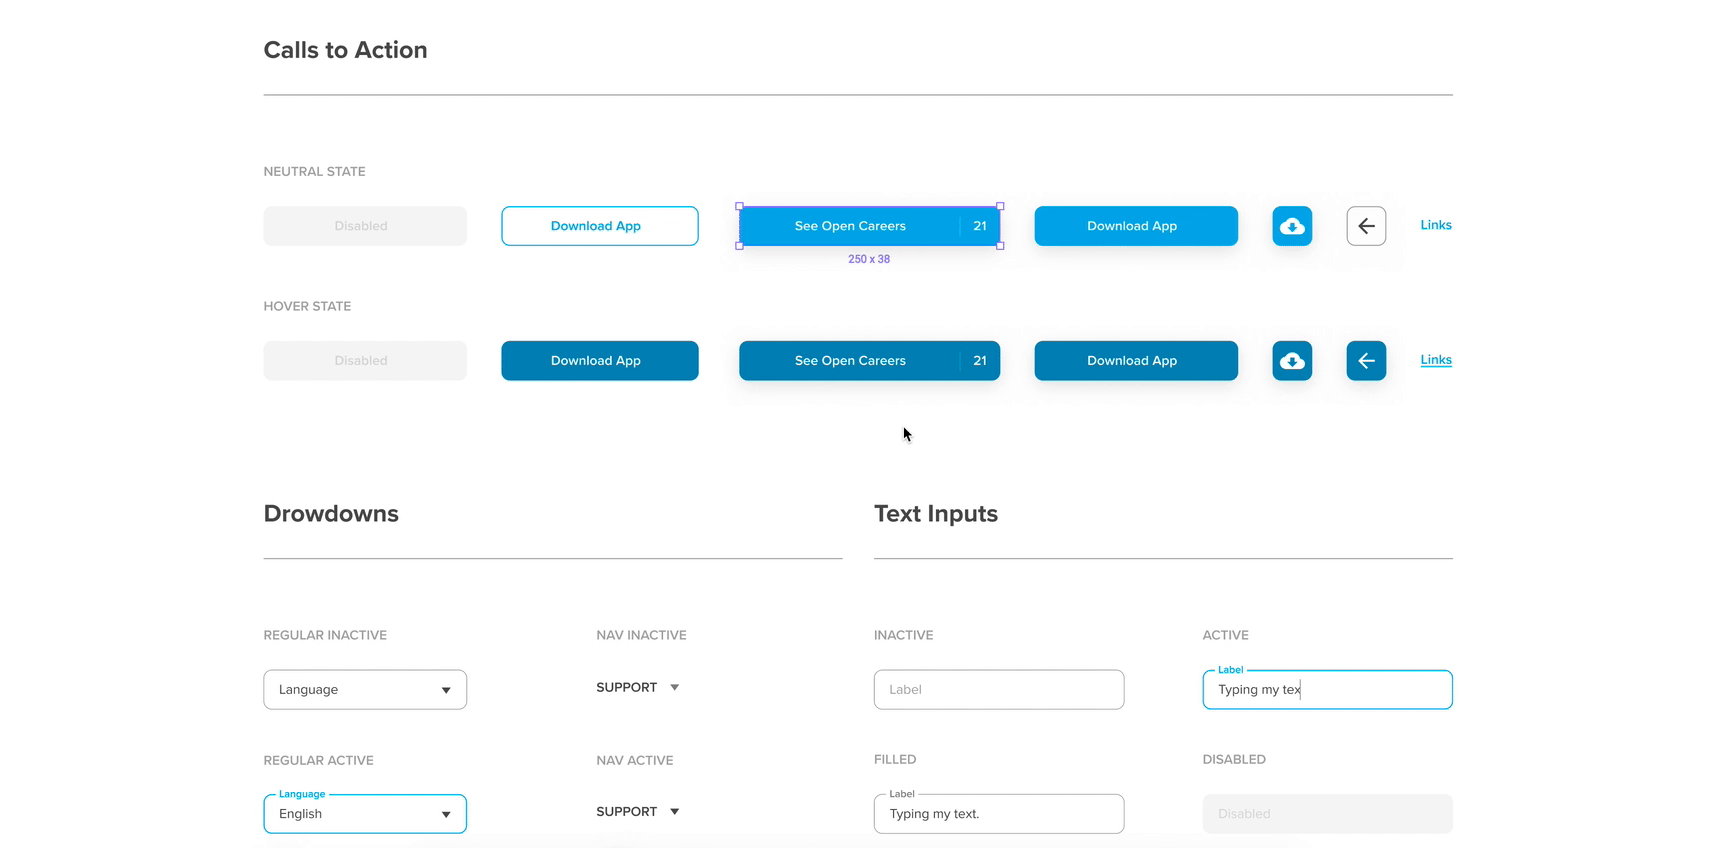 Calls to Action
NEUTRAL STATE
Disabled
Download App
See Open Careers 21
Download App
Links
250 x 38
HOVER STATE
Disabled
Download App
See Open Careers 21
Download App
Links
Drowdowns
Text Inputs
REGULAR INACTIVE
NAV INACTIVE
INACTIVE
ACTIVE
Language
SUPPORT
Label
Label
Typing my tex
REGULAR ACTIVE
NAV ACTIVE
FILLED
DISABLED
Language
English
SUPPORT
Label
Typing my text.
Disabled